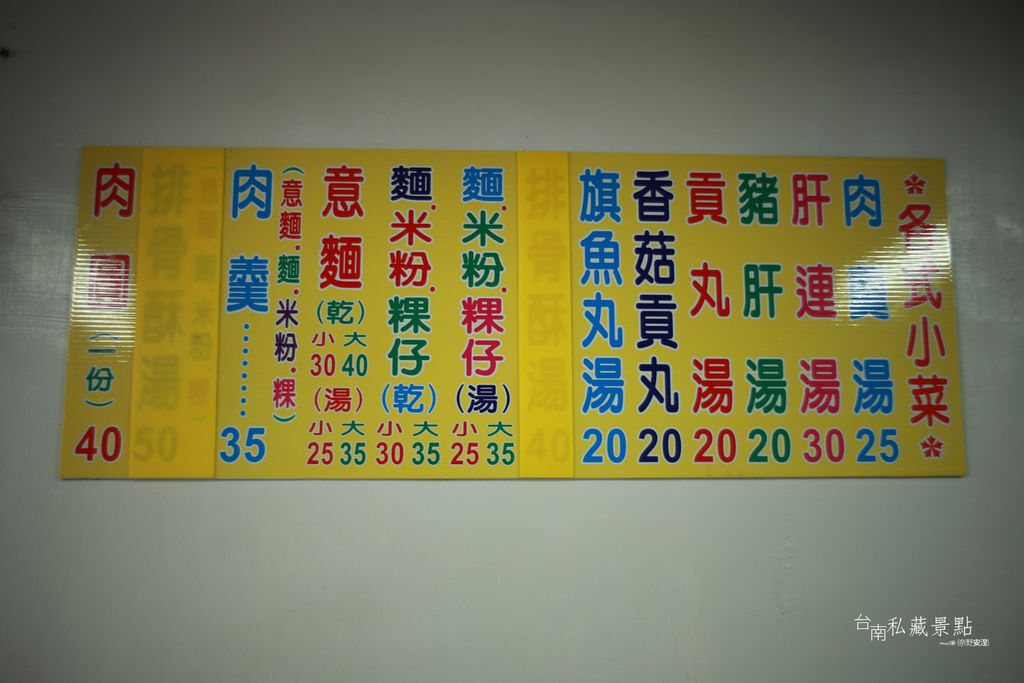 ※各式小菜※
肉羹湯 25
肝連湯 30
豬肝湯 20
貢丸湯 20
香菇貢丸 20
旗魚丸湯 20
排骨酥湯 40
麵.米粉.粿仔(湯) 小25 大35
麵.米粉.粿仔(乾) 小30 大35
意麵 (乾) 小30 大40 (湯) 小25 大35
(意麵.麵.米粉.粿)
肉羹………35
排骨酥湯 50
肉圓(一份) 40
台南私藏景點